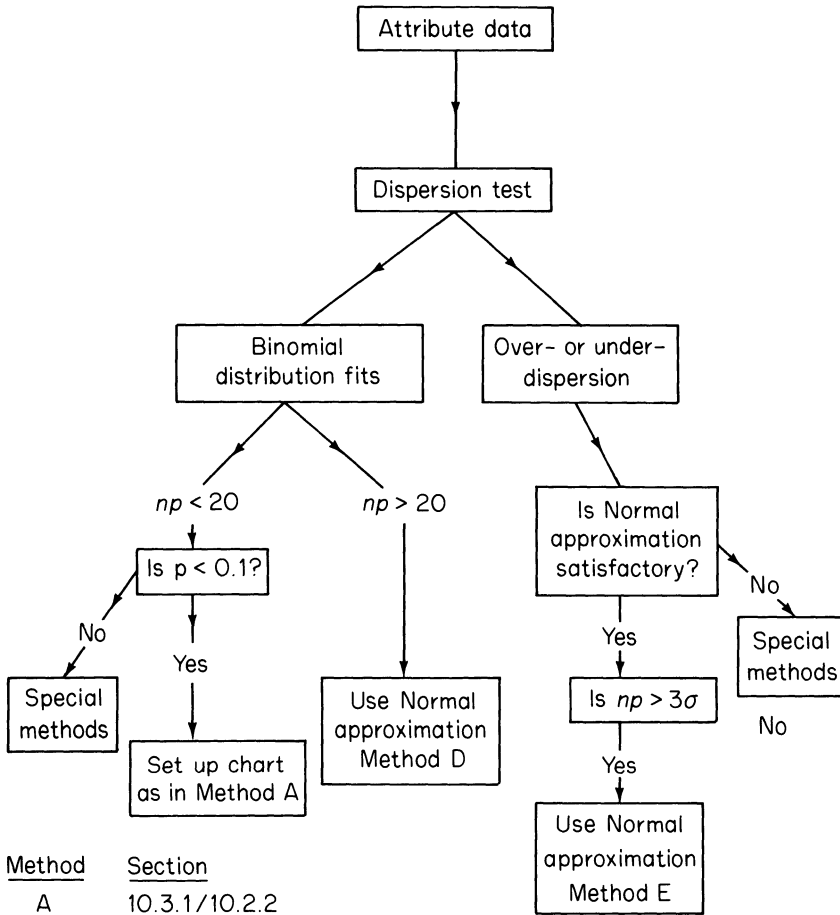 Attribute data
Dispersion test
Binomial
distribution fits
Over- or under-
dispersion
np < 20
np > 20
Is p < 0.1?
No
Yes
Special
methods
Set up chart
as in Method A
Use Normal
approximation
Method D
Is Normal
approximation
satisfactory?
No
Yes
Special
methods
Is np > 3σ
No
Yes
Use Normal
approximation
Method E
Method Section
A 10.3.1/10.2.2